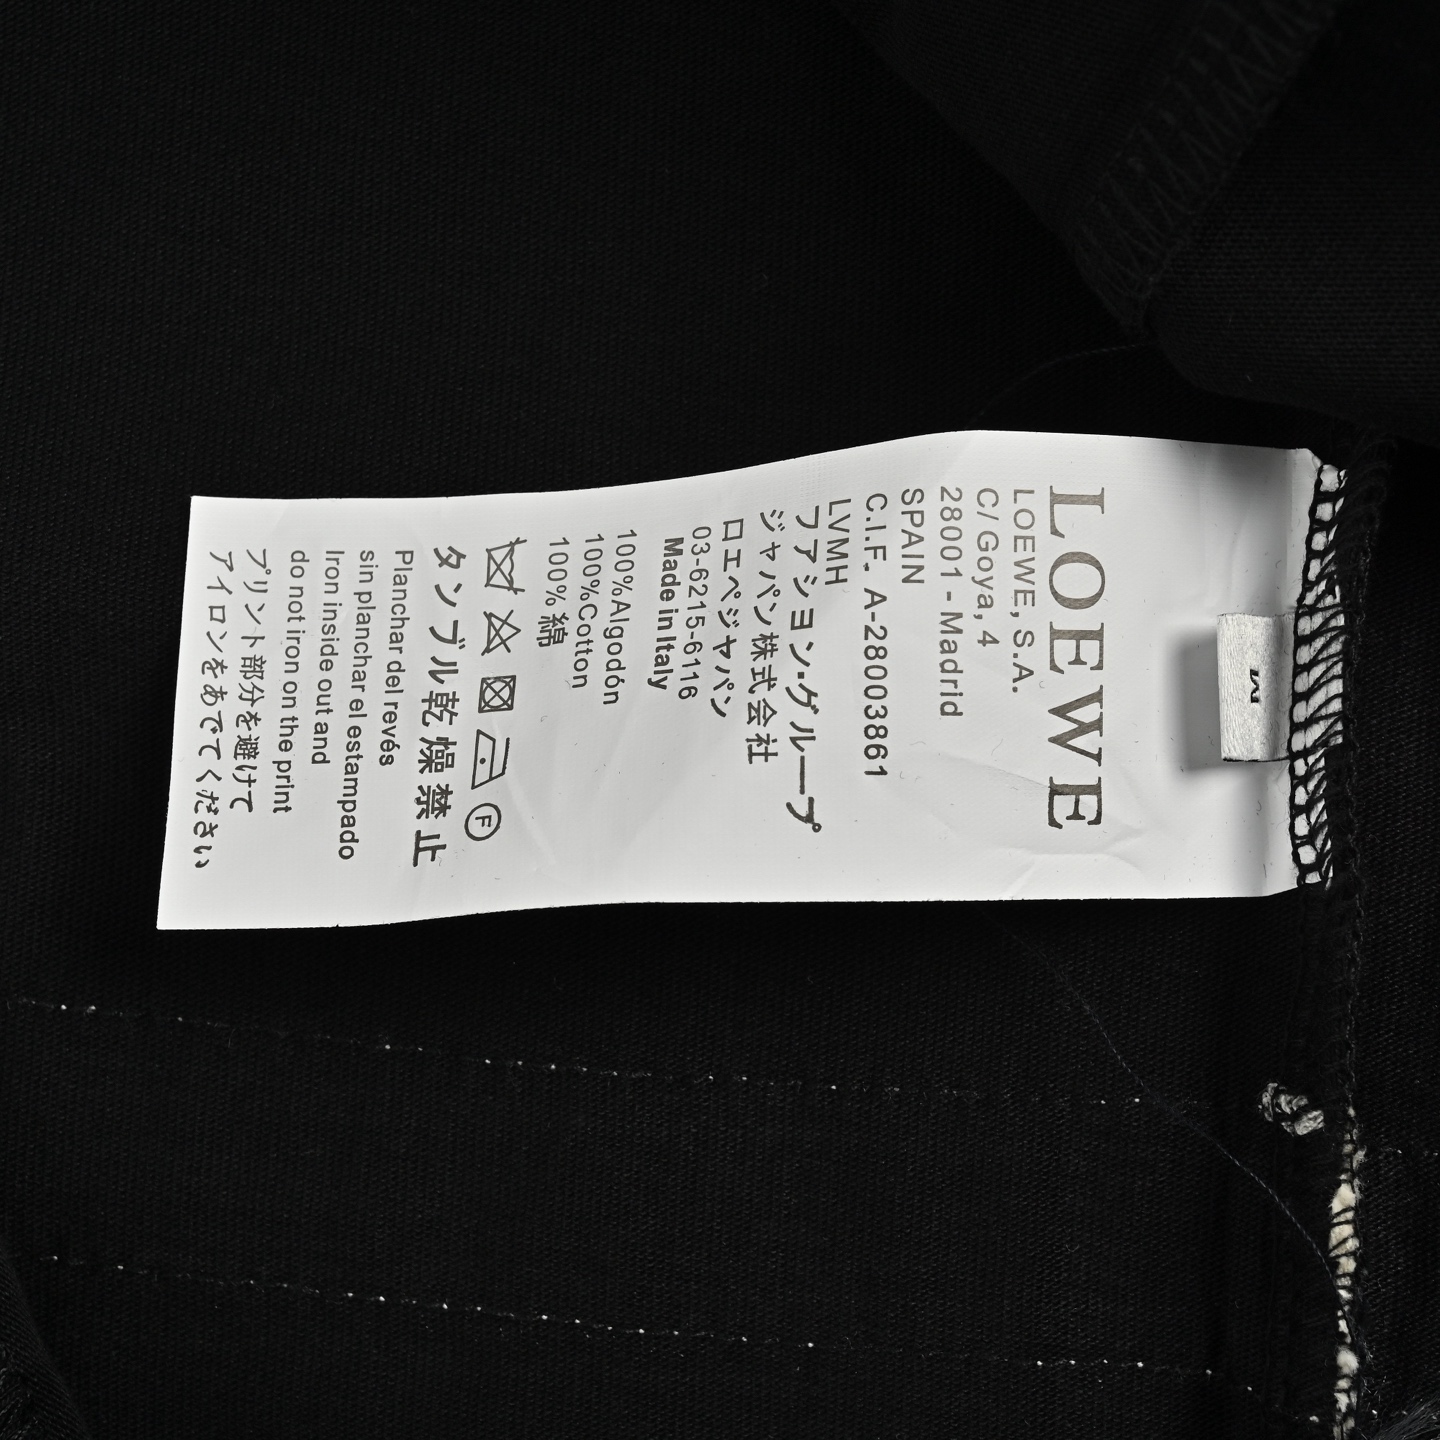 LOEWE
LOEWE, S.A.
C/Goya, 4
28001 - Madrid
SPAIN
C.I.F. A-28003861
LVMH
ファション・グループ
ジャパン株式会社
ロエベジャパン
03-6215-6116
Made in Italy
100%Algodón
100%Cotton
100%綿
F
タンブル乾燥禁止
Planchar del revés
sin planchar el estampado
Iron inside out and
do not iron on the print
プリント部分を避けて
アイロンをあでてください
M